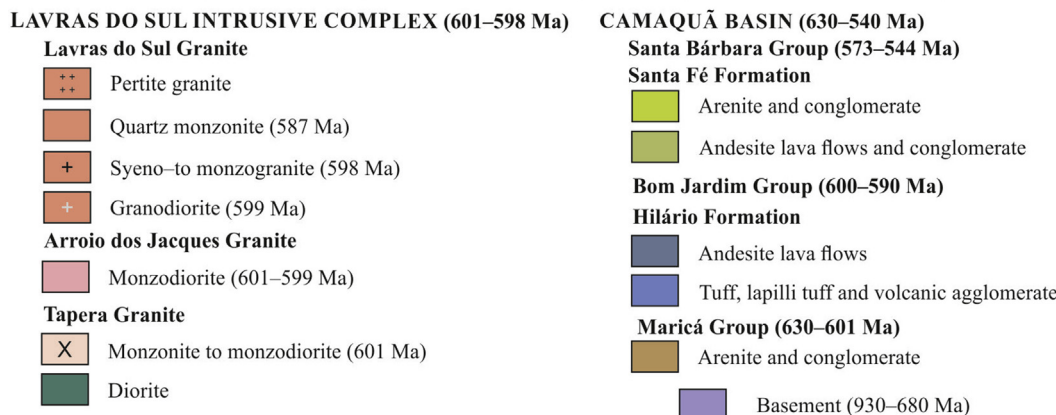 LAVRAS DO SUL INTRUSIVE COMPLEX (601–598 Ma)
Lavras do Sul Granite
Pertite granite
Quartz monzonite (587 Ma)
Syeno–to monzogranite (598 Ma)
Granodiorite (599 Ma)
Arroio dos Jacques Granite
Monzodiorite (601–599 Ma)
Tapera Granite
X Monzonite to monzodiorite (601 Ma)
Diorite
CAMAQUÃ BASIN (630–540 Ma)
Santa Bárbara Group (573–544 Ma)
Santa Fé Formation
Arenite and conglomerate
Andesite lava flows and conglomerate
Bom Jardim Group (600–590 Ma)
Hilário Formation
Andesite lava flows
Tuff, lapilli tuff and volcanic agglomerate
Maricá Group (630–601 Ma)
Arenite and conglomerate
Basement (930–680 Ma)